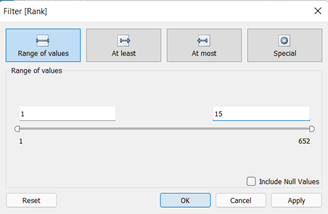 Filter [Rank]
Range of values
At least
At most
Special
Range of values
1
15
1
652
Include Null Values
Reset
OK
Cancel
Apply